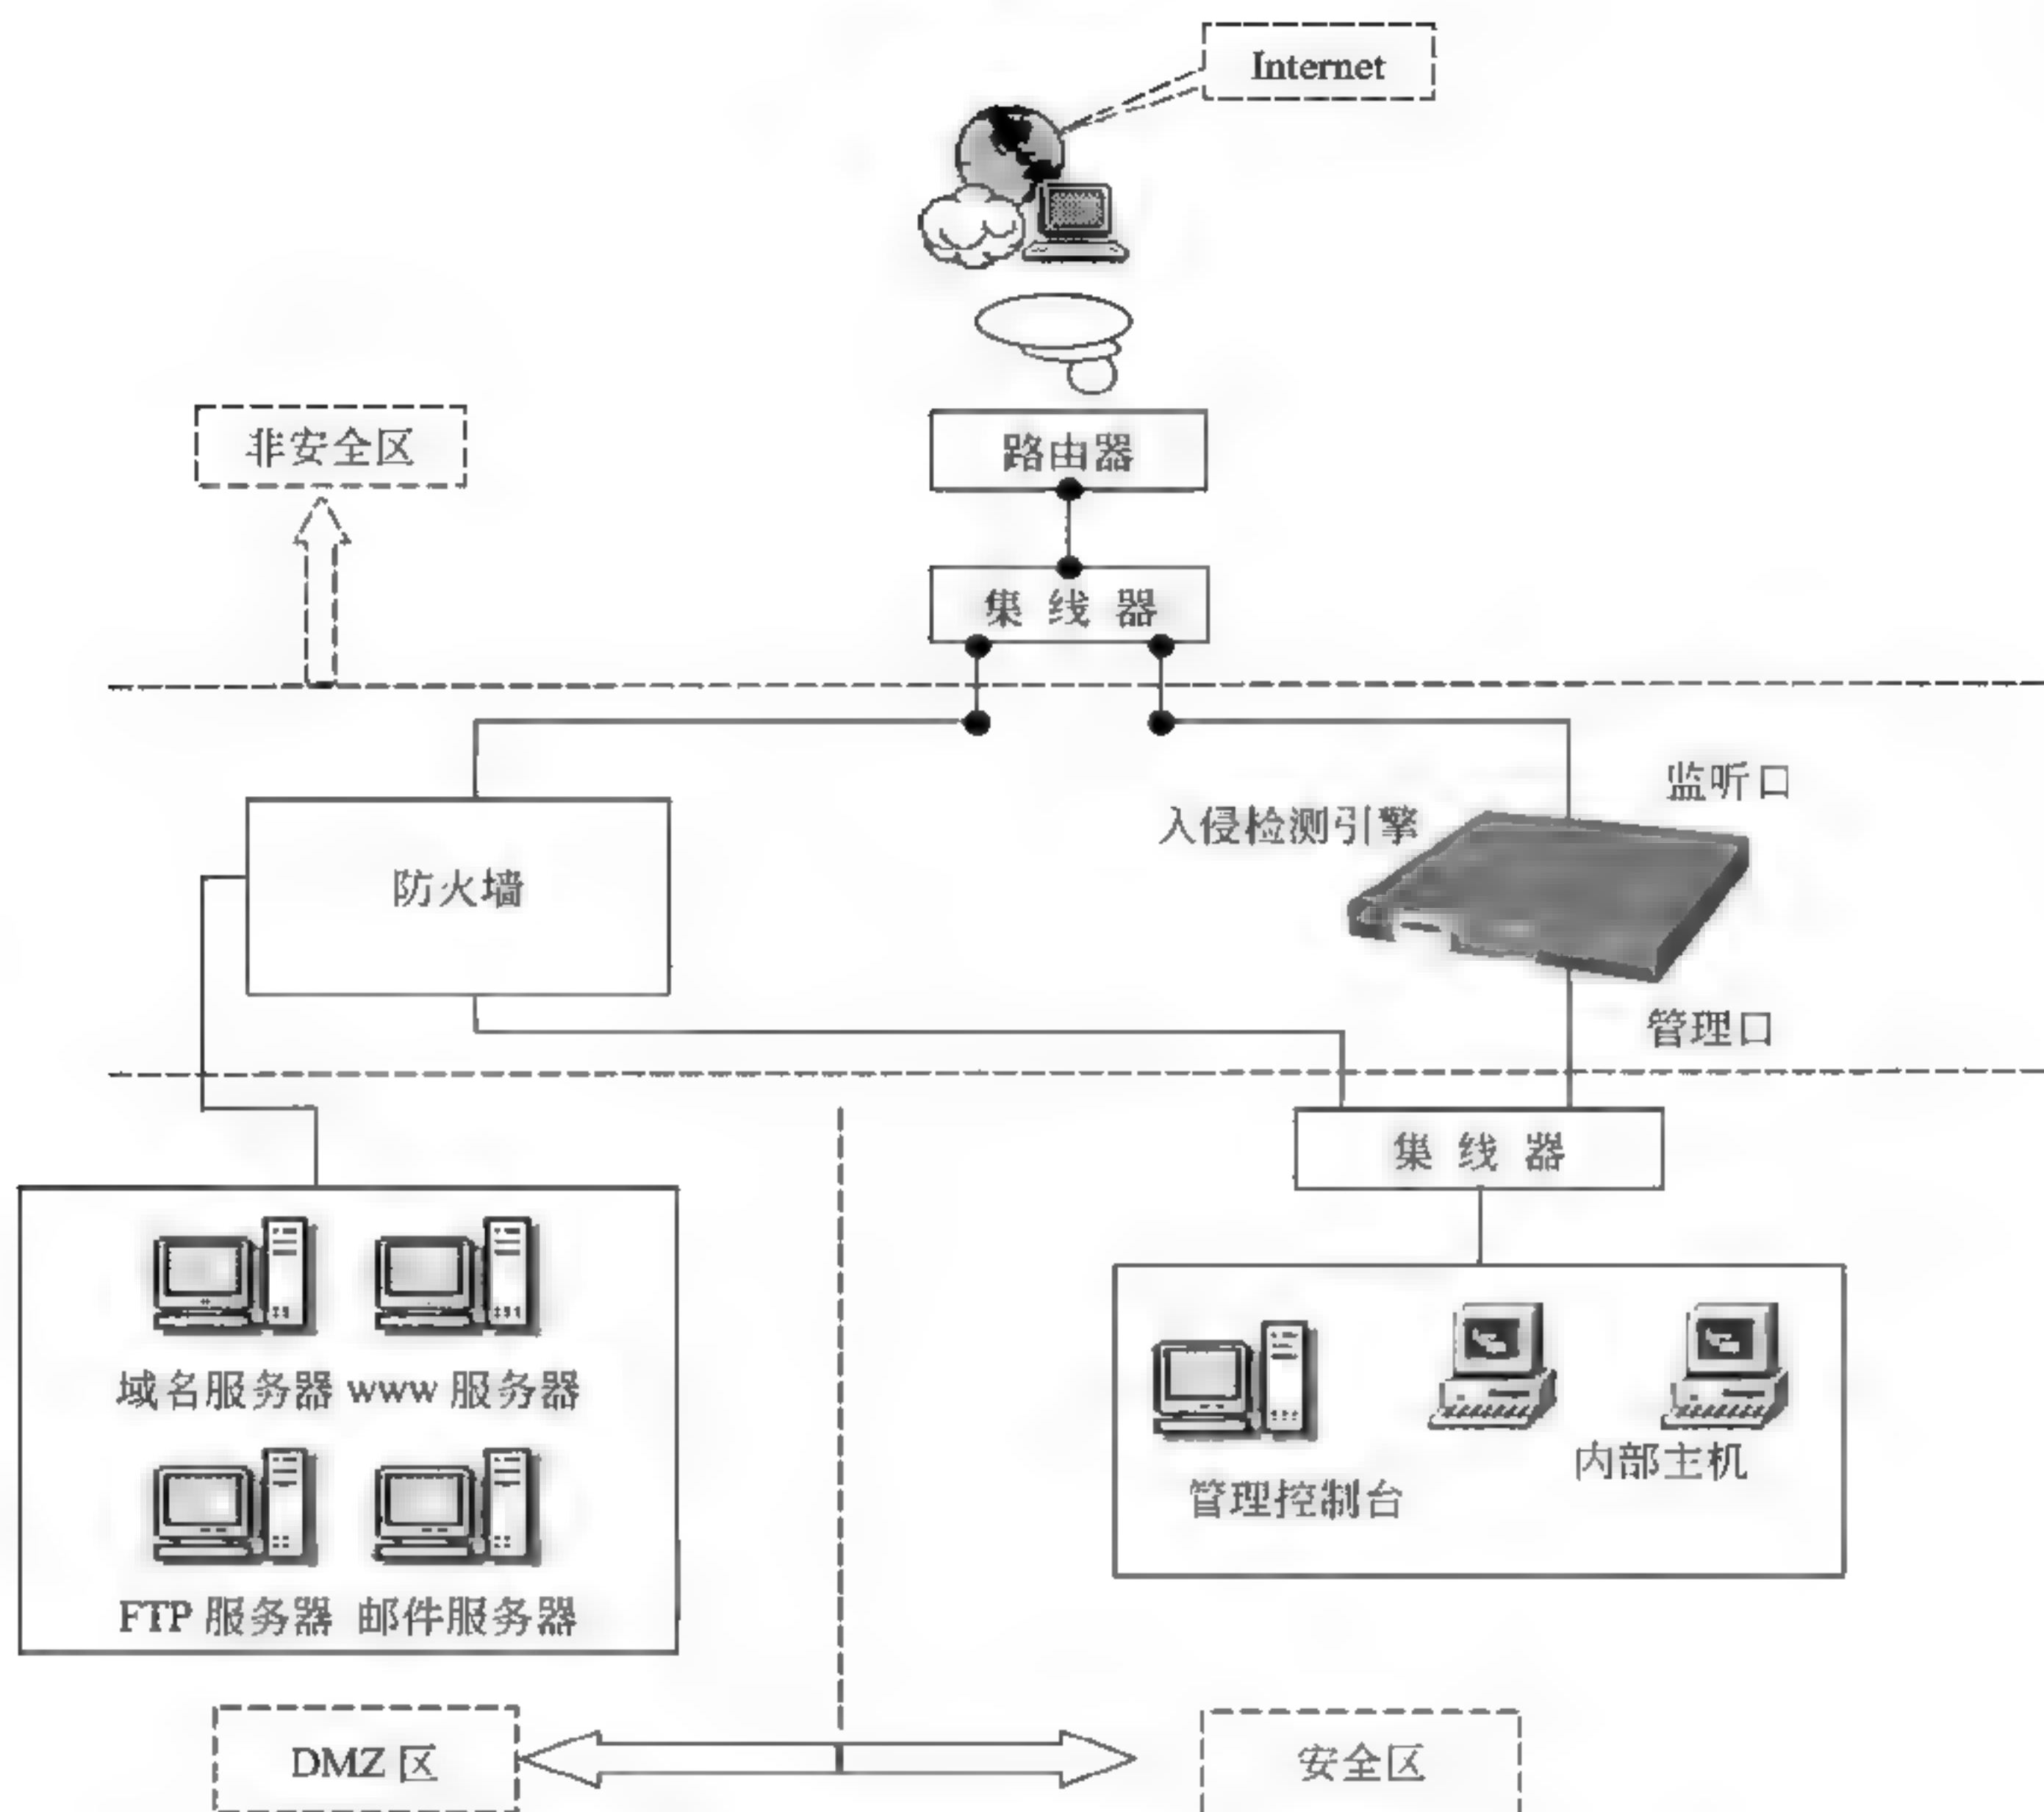 Internet
非安全区
路由器
集 线 器
监听口
入侵检测引擎
防火墙
管理口
集 线 器
域名服务器 www 服务器
管理控制台
内部主机
FTP 服务器 邮件服务器
DMZ 区
安全区